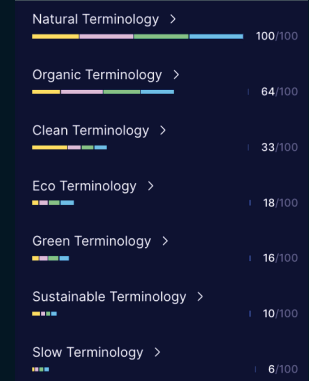 Natural Terminology >
100/100
Organic Terminology >
64/100
Clean Terminology >
33/100
Eco Terminology >
18/100
Green Terminology >
16/100
Sustainable Terminology >
10/100
Slow Terminology >
6/100